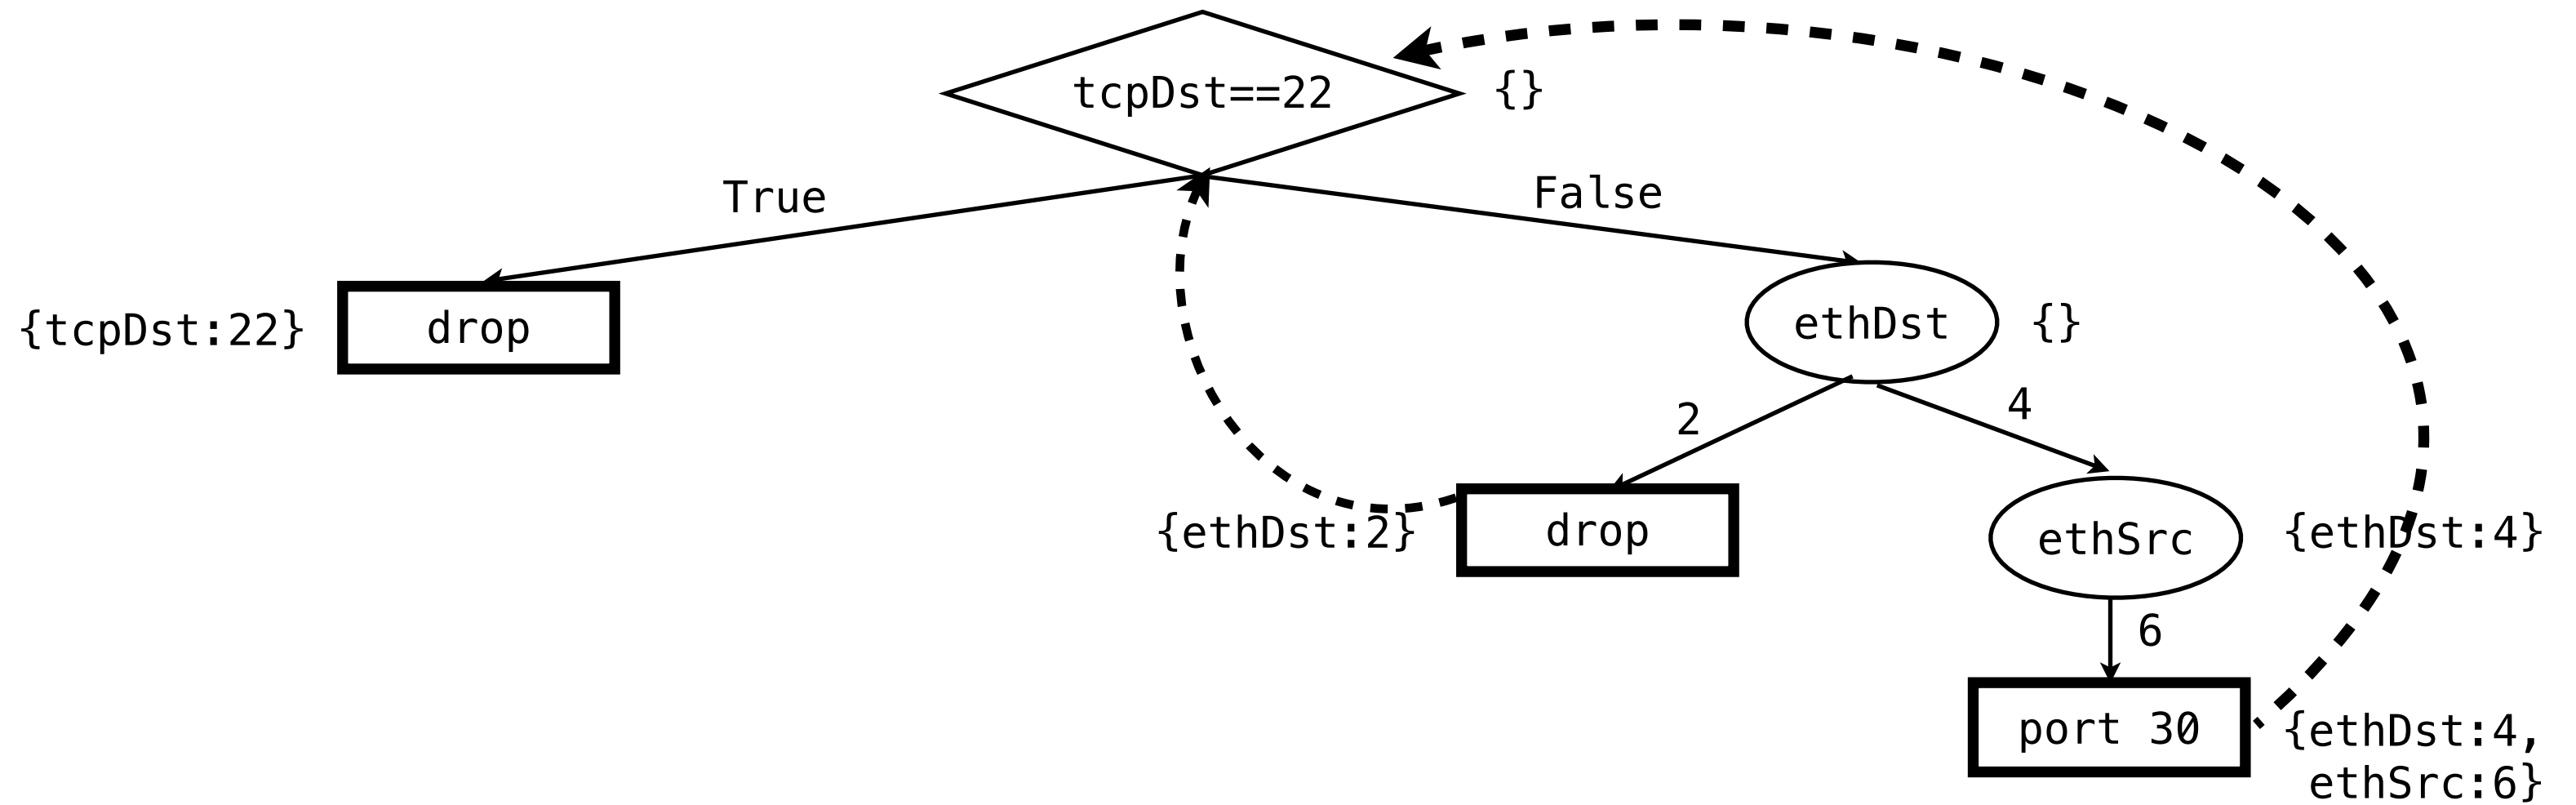 tcpDst==22
{}
True
False
{tcpDst:22}
drop
ethDst
{}
2
4
{ethDst:2}
drop
ethSrc
{ethDst:4}
6
port 30
{ethDst:4,
ethSrc:6}